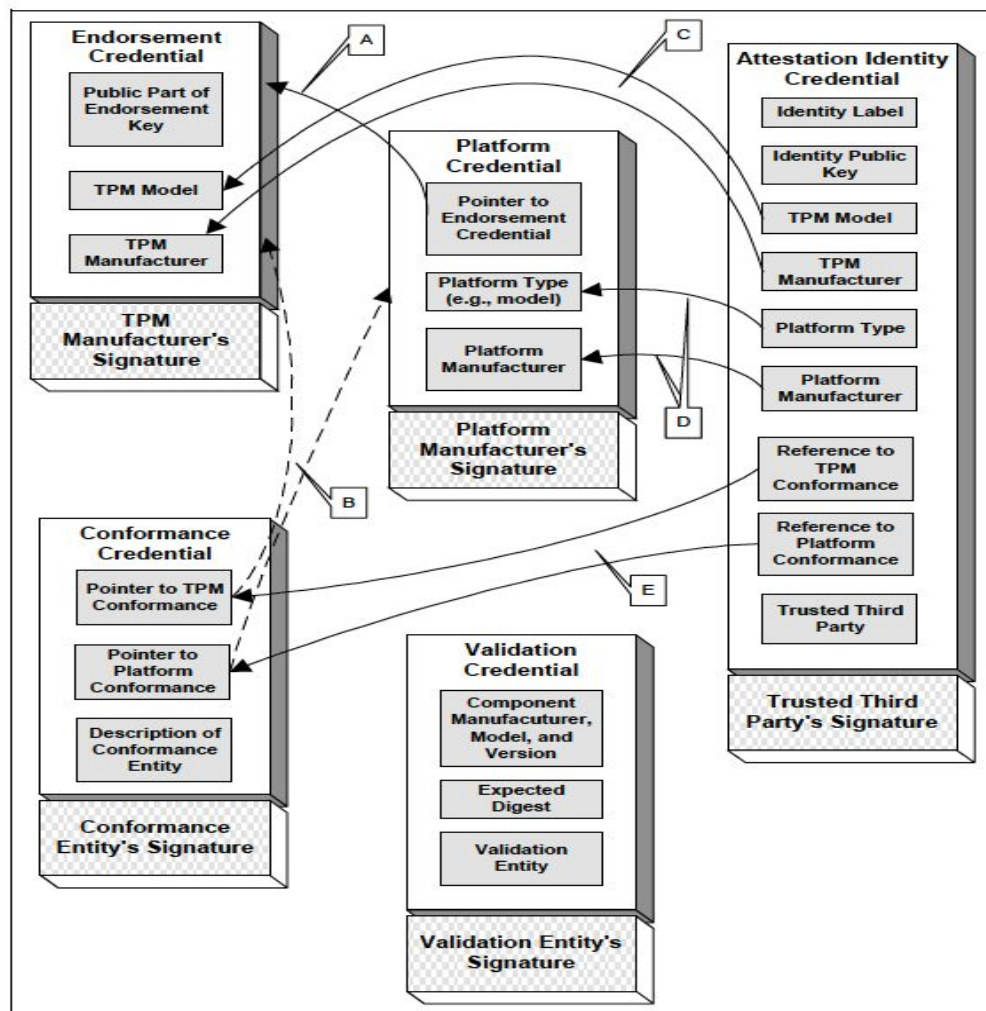 Endorsement
Credential
Public Part of
Endorsement
Key
TPM Model
TPM
Manufacturer
TPM
Manufacturer's
Signature
A
C
Platform
Credential
Pointer to
Endorsement
Credential
Platform Type
(e.g., model)
Platform
Manufacturer
Platform
Manufacturer's
Signature
Attestation Identity
Credential
Identity Label
Identity Public
Key
TPM Model
TPM
Manufacturer
Platform Type
Platform
Manufacturer
Reference to
TPM
Conformance
Reference to
Platform
Conformance
Trusted Third
Party
Trusted Third
Party's Signature
D
B
E
Conformance
Credential
Pointer to TPM
Conformance
Pointer to
Platform
Conformance
Description of
Conformance
Entity
Conformance
Entity's Signature
Validation
Credential
Component
Manufacuturer,
Model, and
Version
Expected
Digest
Validation
Entity
Validation Entity's
Signature